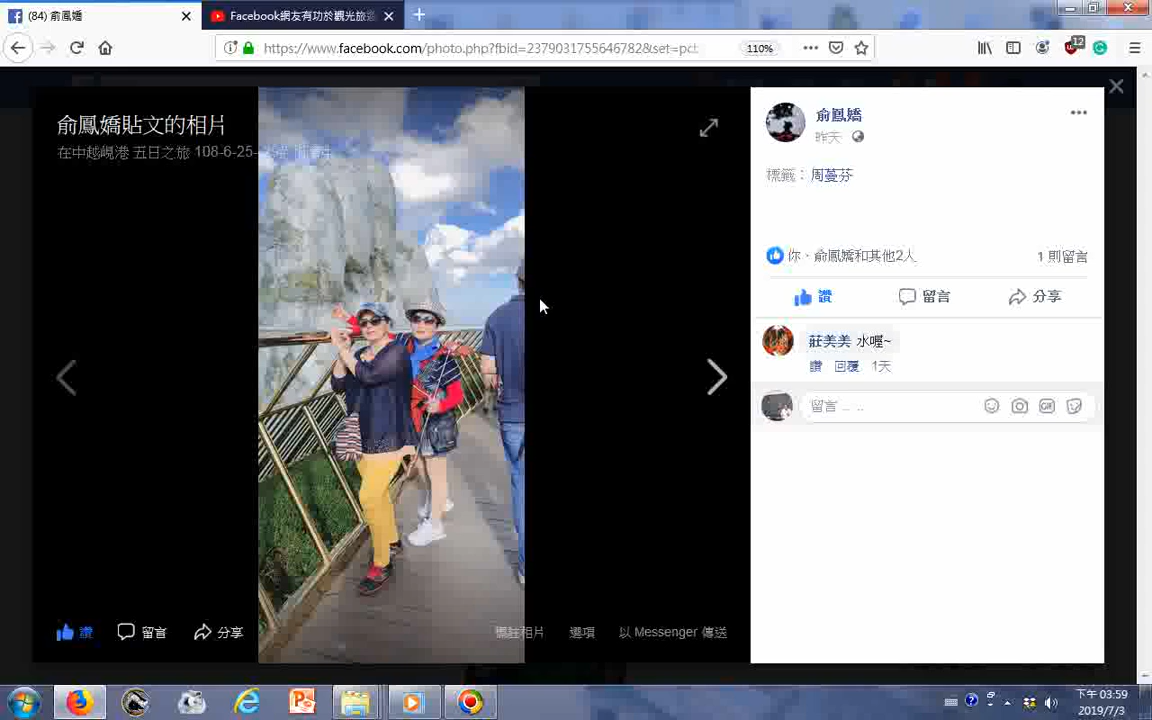 (84) 俞鳳嬌
Facebook網友有功於觀光旅遊
https://www.facebook.com/photo.php?fbid=2379031755646782&set=pc
110%
12
俞鳳嬌貼文的相片
在中越峴港 五日之旅 108-6-25-
俞鳳嬌
昨天
標籤：周蔓芬
你、俞鳳嬌和其他2人
1 則留言
讚 留言 分享
莊美美 水喔~
讚 回覆 1天
留言 ... ..
GIF
讚 留言 分享
標註相片 選項 以 Messenger 傳送
下午 03:59
2019/7/3